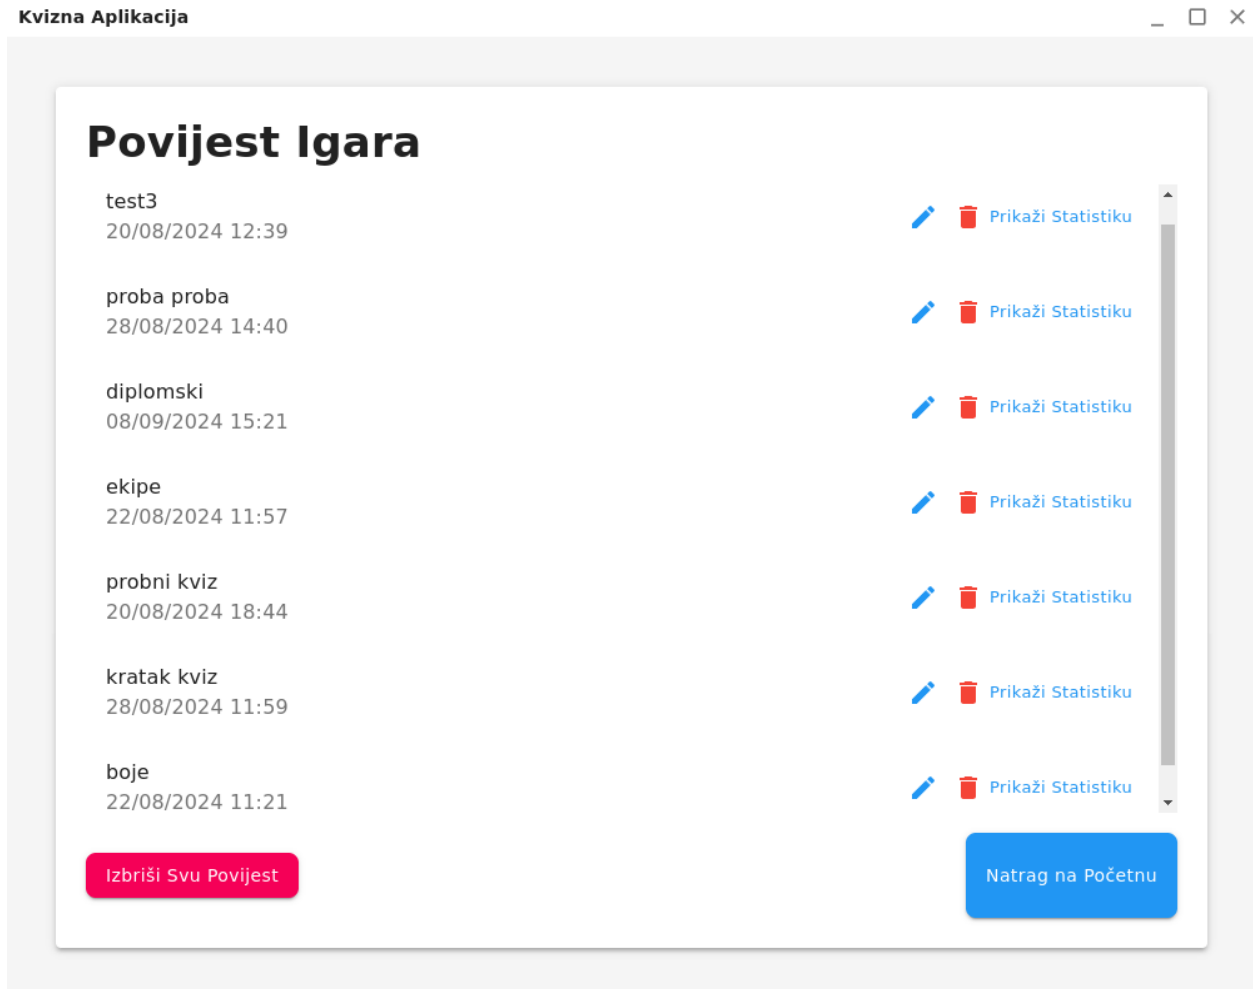 Kvizna Aplikacija
Povijest Igara
test3
20/08/2024 12:39
Prikaži Statistiku
proba proba
28/08/2024 14:40
Prikaži Statistiku
diplomski
08/09/2024 15:21
Prikaži Statistiku
ekipe
22/08/2024 11:57
Prikaži Statistiku
probni kviz
20/08/2024 18:44
Prikaži Statistiku
kratak kviz
28/08/2024 11:59
Prikaži Statistiku
boje
22/08/2024 11:21
Prikaži Statistiku
Izbriši Svu Povijest
Natrag na Početnu